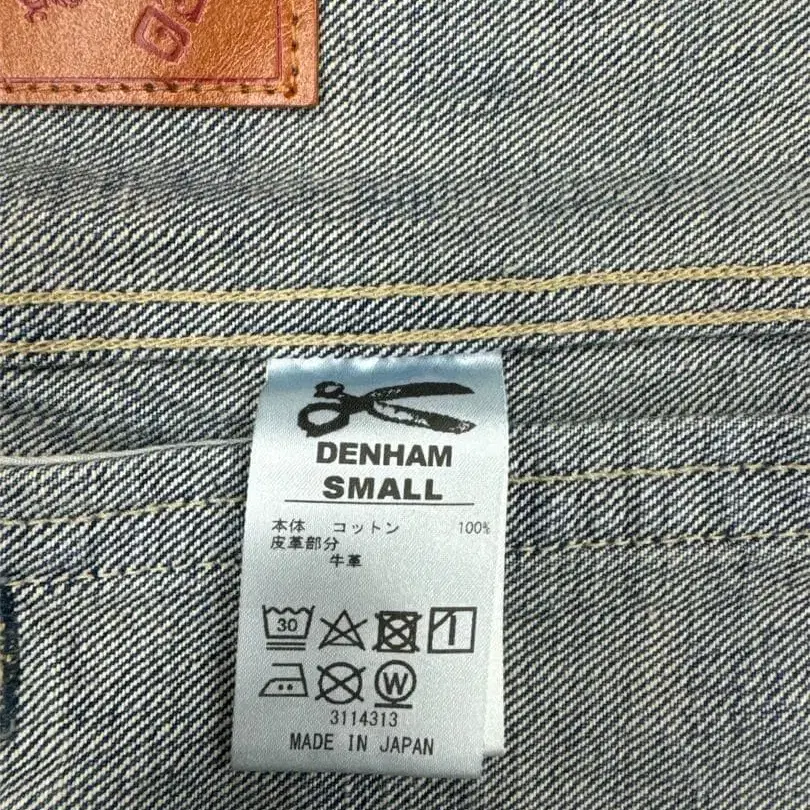 DENHAM
SMALL
本体 コットン 100%
皮革部分
牛革
30
W
3114313
MADE IN JAPAN